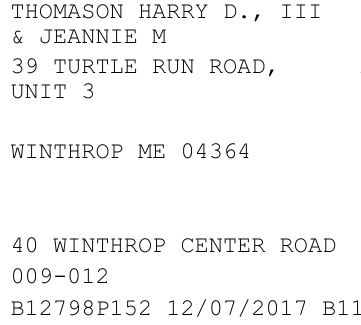 THOMASON HARRY D., III
& JEANNIE M
39 TURTLE RUN ROAD,
UNIT 3
WINTHROP ME 04364
40 WINTHROP CENTER ROAD
009-012
B12798P152 12/07/2017 B11